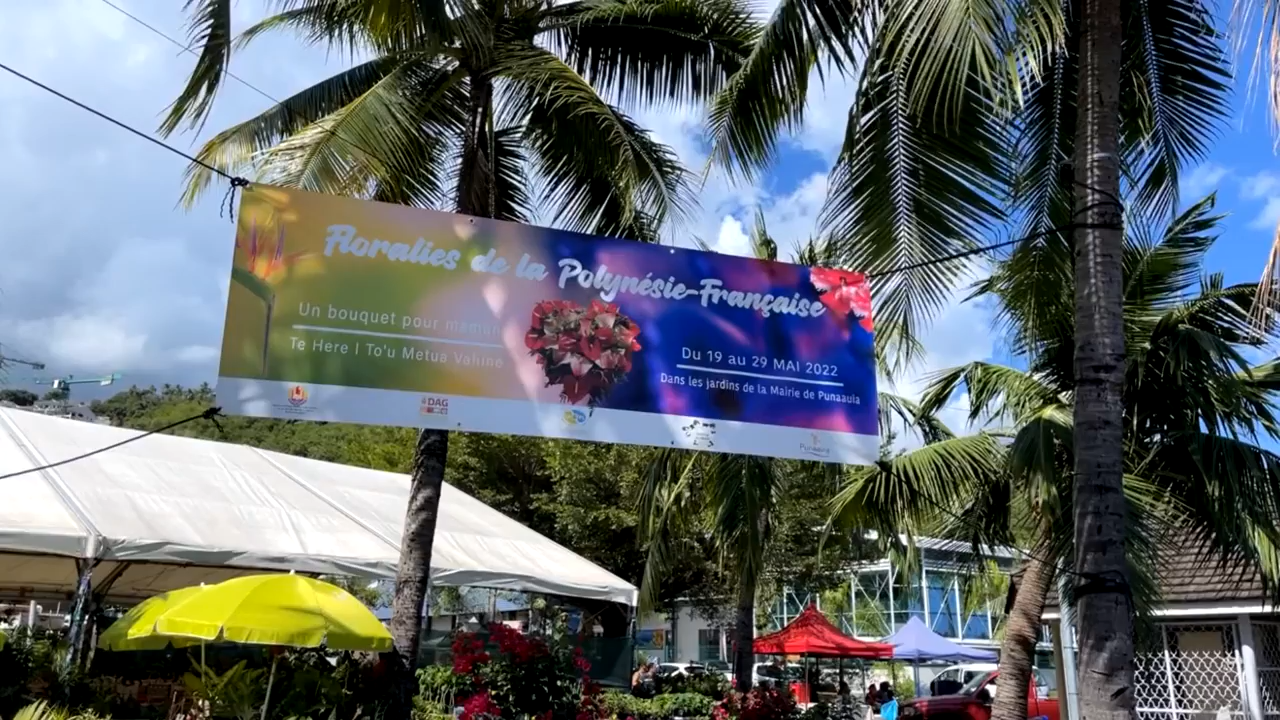 Floralies de la Polynésie-Française
Un bouquet pour maman
Te Here I To'u Metua Vahine
Du 19 au 29 MAI 2022
Dans les jardins de la Mairie de Punaauia
DAG
Punaauia